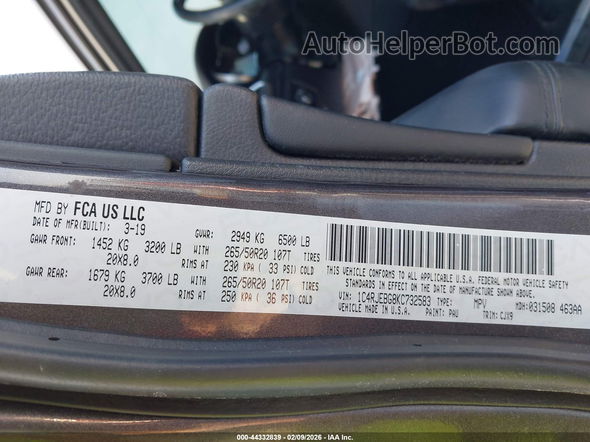 AutoHelperBot.com
MFD BY FCA US LLC
DATE OF MFR(BUILT): 3-19 GVWR: 2949 KG 6500 LB
GAWR FRONT: 1452 KG 3200 LB WITH 265/50R20 107T TIRES
20X8.0 RIMS AT 230 KPA ( 33 PSI) COLD
GAWR REAR: 1679 KG 3700 LB WITH 265/50R20 107T TIRES
20X8.0 RIMS AT 250 KPA ( 36 PSI) COLD
THIS VEHICLE CONFORMS TO ALL APPLICABLE U.S.A. FEDERAL MOTOR VEHICLE SAFETY
STANDARDS IN EFFECT ON THE DATE OF MANUFACTURE SHOWN ABOVE.
VIN: 1C4RJEBG8KC732583 TYPE: MPV MDH: 031508 463AA
VEHICLE MADE IN U.S.A. PAINT: PAU TRIM: CJX9
000-44332839 - 02/09/2026 - IAA Inc.